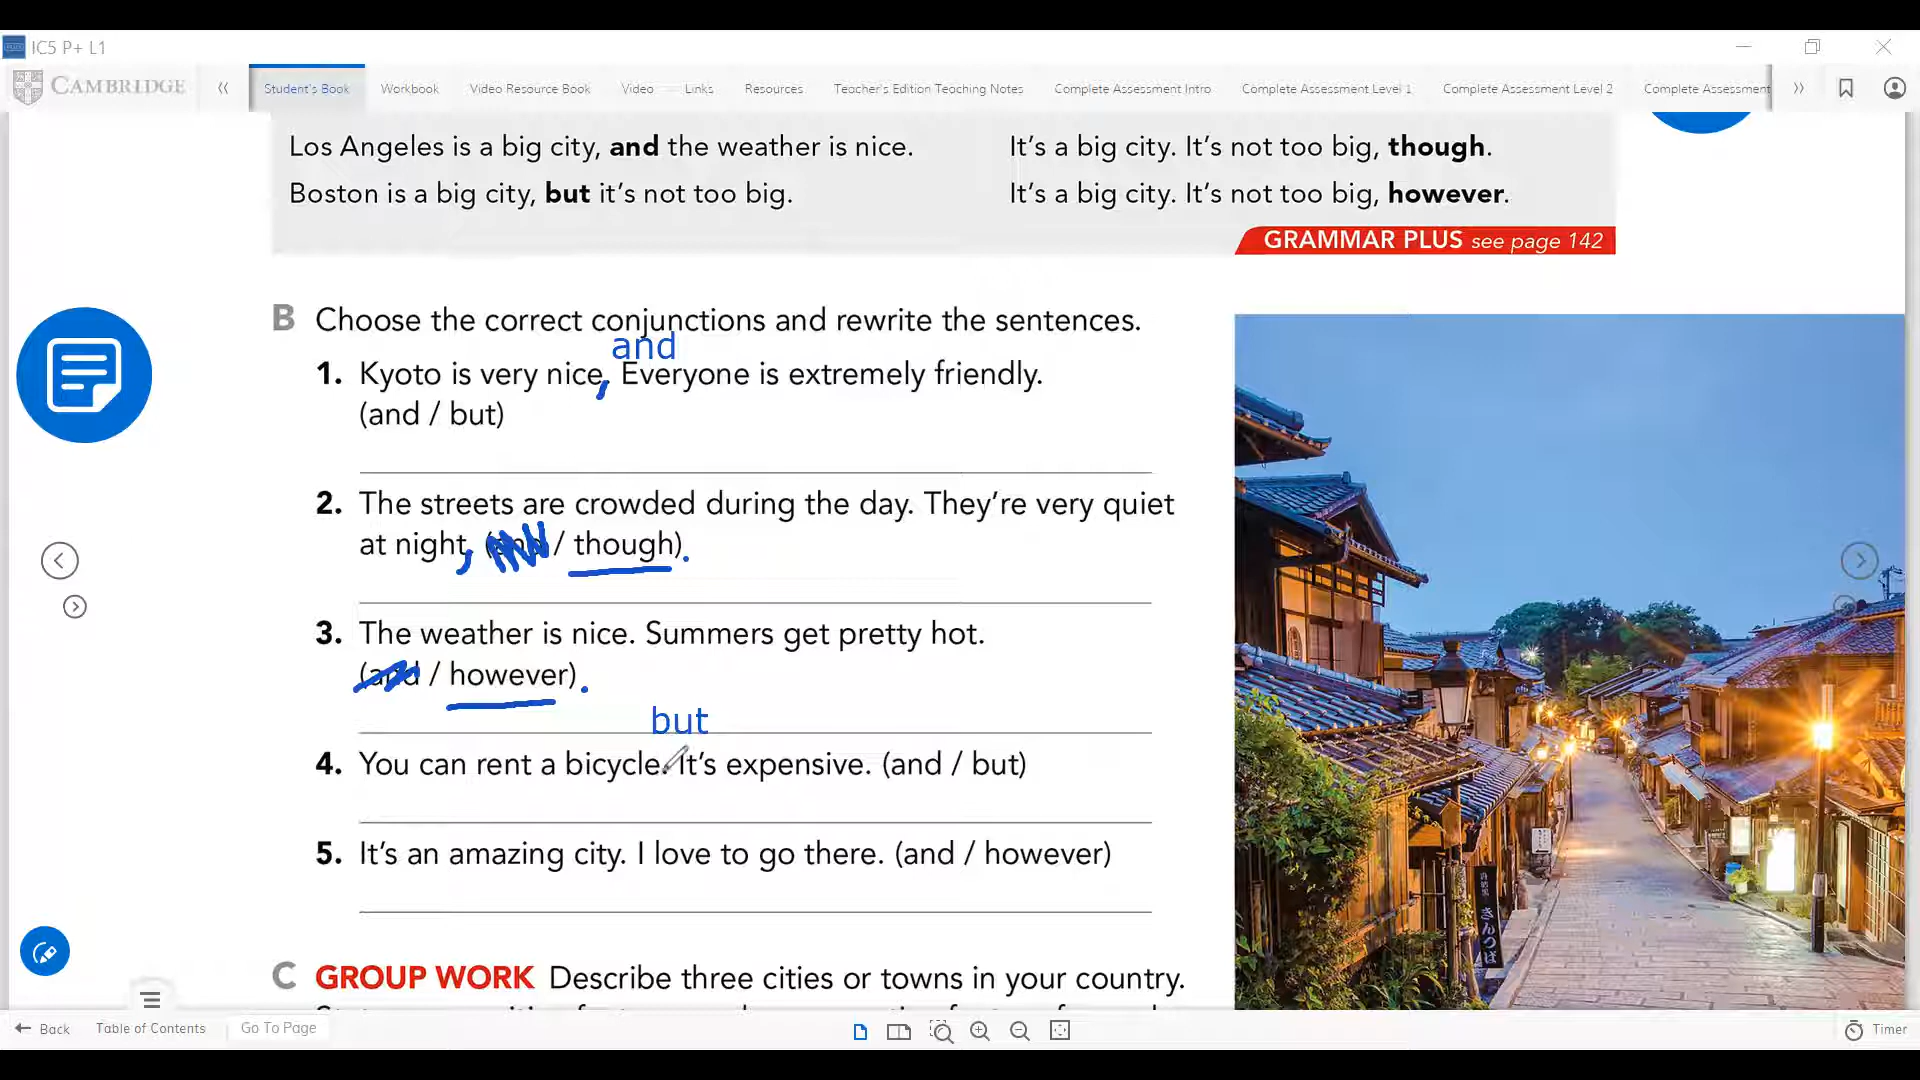 IC5 P+ L1
CAMBRIDGE
Student's Book Workbook Video Resource Book Video Links Resources Teacher's Edition Teaching Notes Complete Assessment Intro Complete Assessment Level 1 Complete Assessment Level 2 Complete Assessment
Los Angeles is a big city, and the weather is nice.
Boston is a big city, but it's not too big.
It's a big city. It's not too big, though.
It's a big city. It's not too big, however.
GRAMMAR PLUS see page 142
B Choose the correct conjunctions and rewrite the sentences.
and
1. Kyoto is very nice, Everyone is extremely friendly.
(and / but)
2. The streets are crowded during the day. They're very quiet
at night, (and / though).
3. The weather is nice. Summers get pretty hot.
(and / however).
but
4. You can rent a bicycle. It's expensive. (and / but)
5. It's an amazing city. I love to go there. (and / however)
C GROUP WORK Describe three cities or towns in your country.
Back Table of Contents Go To Page
Timer
きんつば